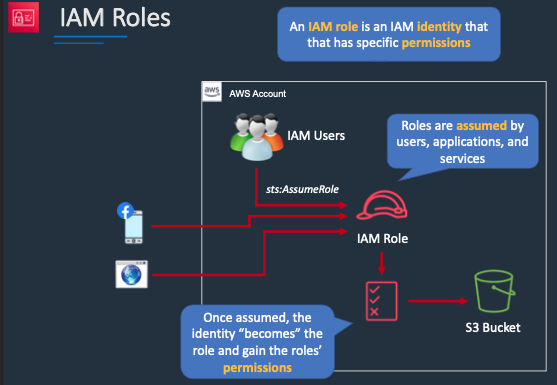 IAM Roles
An IAM role is an IAM identity that
that has specific permissions
aws
AWS Account
IAM Users
Roles are assumed by
users, applications, and
services
sts:AssumeRole
f
IAM Role
Once assumed, the
identity “becomes” the
role and gain the roles’
permissions
S3 Bucket